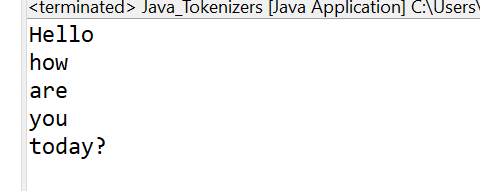 <terminated> Java_Tokenizers [Java Application] C:\Users\
Hello
how
are
you
today?